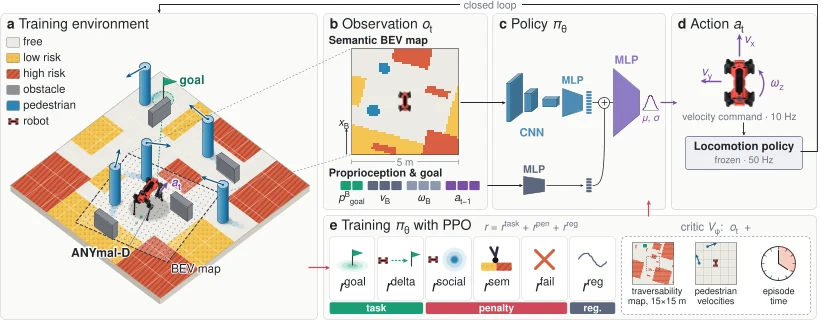 closed loop
a Training environment
free
low risk
high risk
obstacle
pedestrian
robot
goal
a_t
ANYmal-D
BEV map
b Observation o_t
Semantic BEV map
x_B
5 m
Proprioception & goal
p^B_goal v_B ω_B a_t−1
c Policy π_θ
CNN
MLP
MLP
MLP
μ, σ
d Action a_t
v_x
v_y
ω_z
velocity command · 10 Hz
Locomotion policy
frozen · 50 Hz
e Training π_θ with PPO r = r^task + r^pen + r^reg
r^goal r^delta r^social r^sem r^fail r^reg
task penalty reg.
critic V_φ: o_t +
traversability
map, 15×15 m
pedestrian
velocities
episode
time